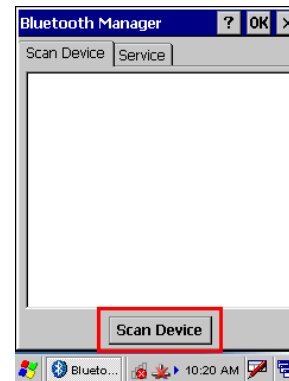 Bluetooth Manager ? OK ×
Scan Device Service
Scan Device
Blueto... 10:20 AM